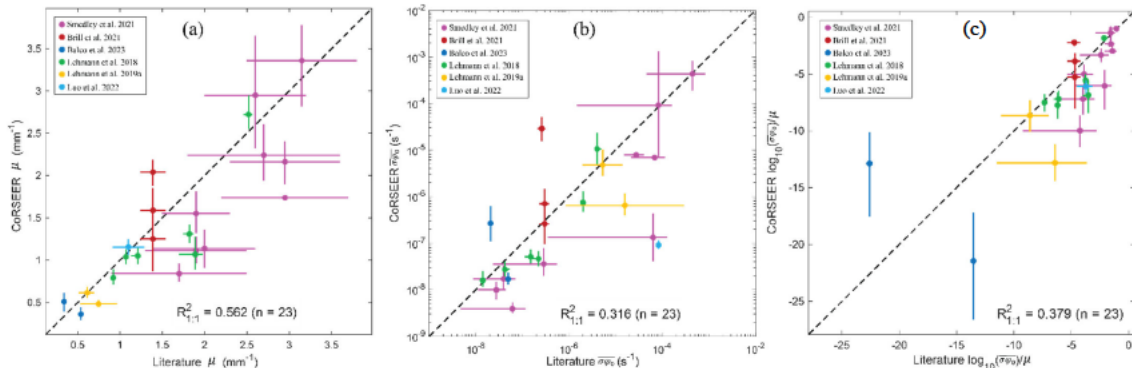 (a)
Smedley et al. 2021
Brill et al. 2021
Balco et al. 2023
Lehmann et al. 2018
Lehmann et al. 2019a
Luo et al. 2022
CoRSEER μ (mm⁻¹)
3.5
3
2.5
2
1.5
1
0.5
0.5 1 1.5 2 2.5 3 3.5
R²₁:₁ = 0.562 (n = 23)
Literature μ (mm⁻¹)
(b)
Smedley et al. 2021
Brill et al. 2021
Balco et al. 2023
Lehmann et al. 2018
Lehmann et al. 2019a
Luo et al. 2022
CoRSEER σφ₀ (s⁻¹)
10⁻²
10⁻³
10⁻⁴
10⁻⁵
10⁻⁶
10⁻⁷
10⁻⁸
10⁻⁹
10⁻⁸ 10⁻⁶ 10⁻⁴ 10⁻²
R²₁:₁ = 0.316 (n = 23)
Literature σφ₀ (s⁻¹)
(c)
Smedley et al. 2021
Brill et al. 2021
Balco et al. 2023
Lehmann et al. 2018
Lehmann et al. 2019a
Luo et al. 2022
CoRSEER log₁₀(σφ₀)/μ
0
-5
-10
-15
-20
-25
-25 -20 -15 -10 -5 0
R²₁:₁ = 0.379 (n = 23)
Literature log₁₀(σφ₀)/μ